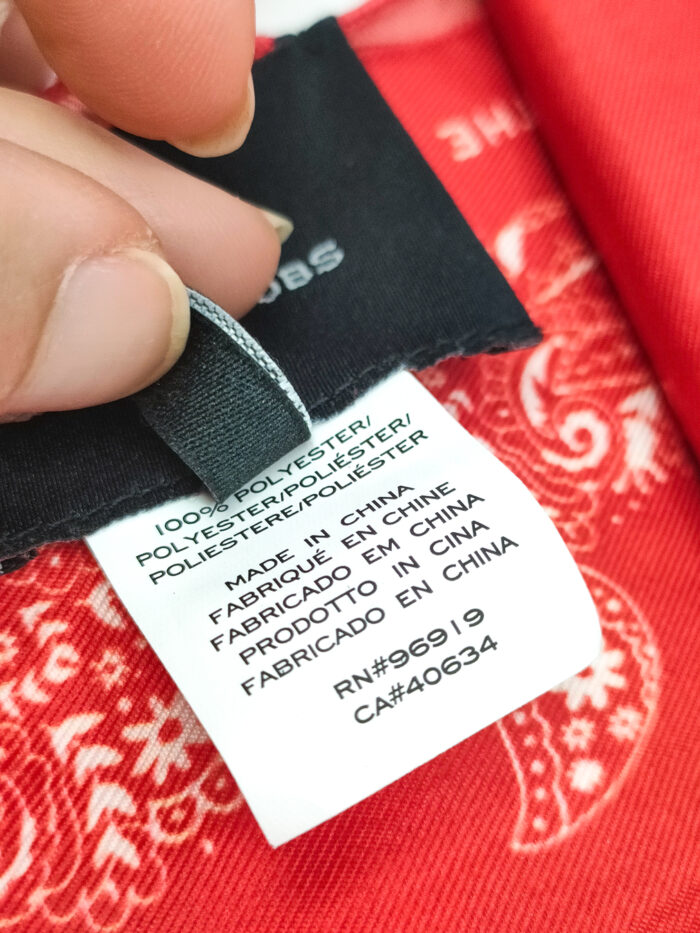 THE
OBS
100% POLYESTER/
POLYESTER/POLIÉSTER/
POLIESTERE/POLIÉSTER
MADE IN CHINA
FABRIQUÉ EN CHINE
FABRICADO EM CHINA
PRODOTTO IN CINA
FABRICADO EN CHINA
RN#96919
CA#40634